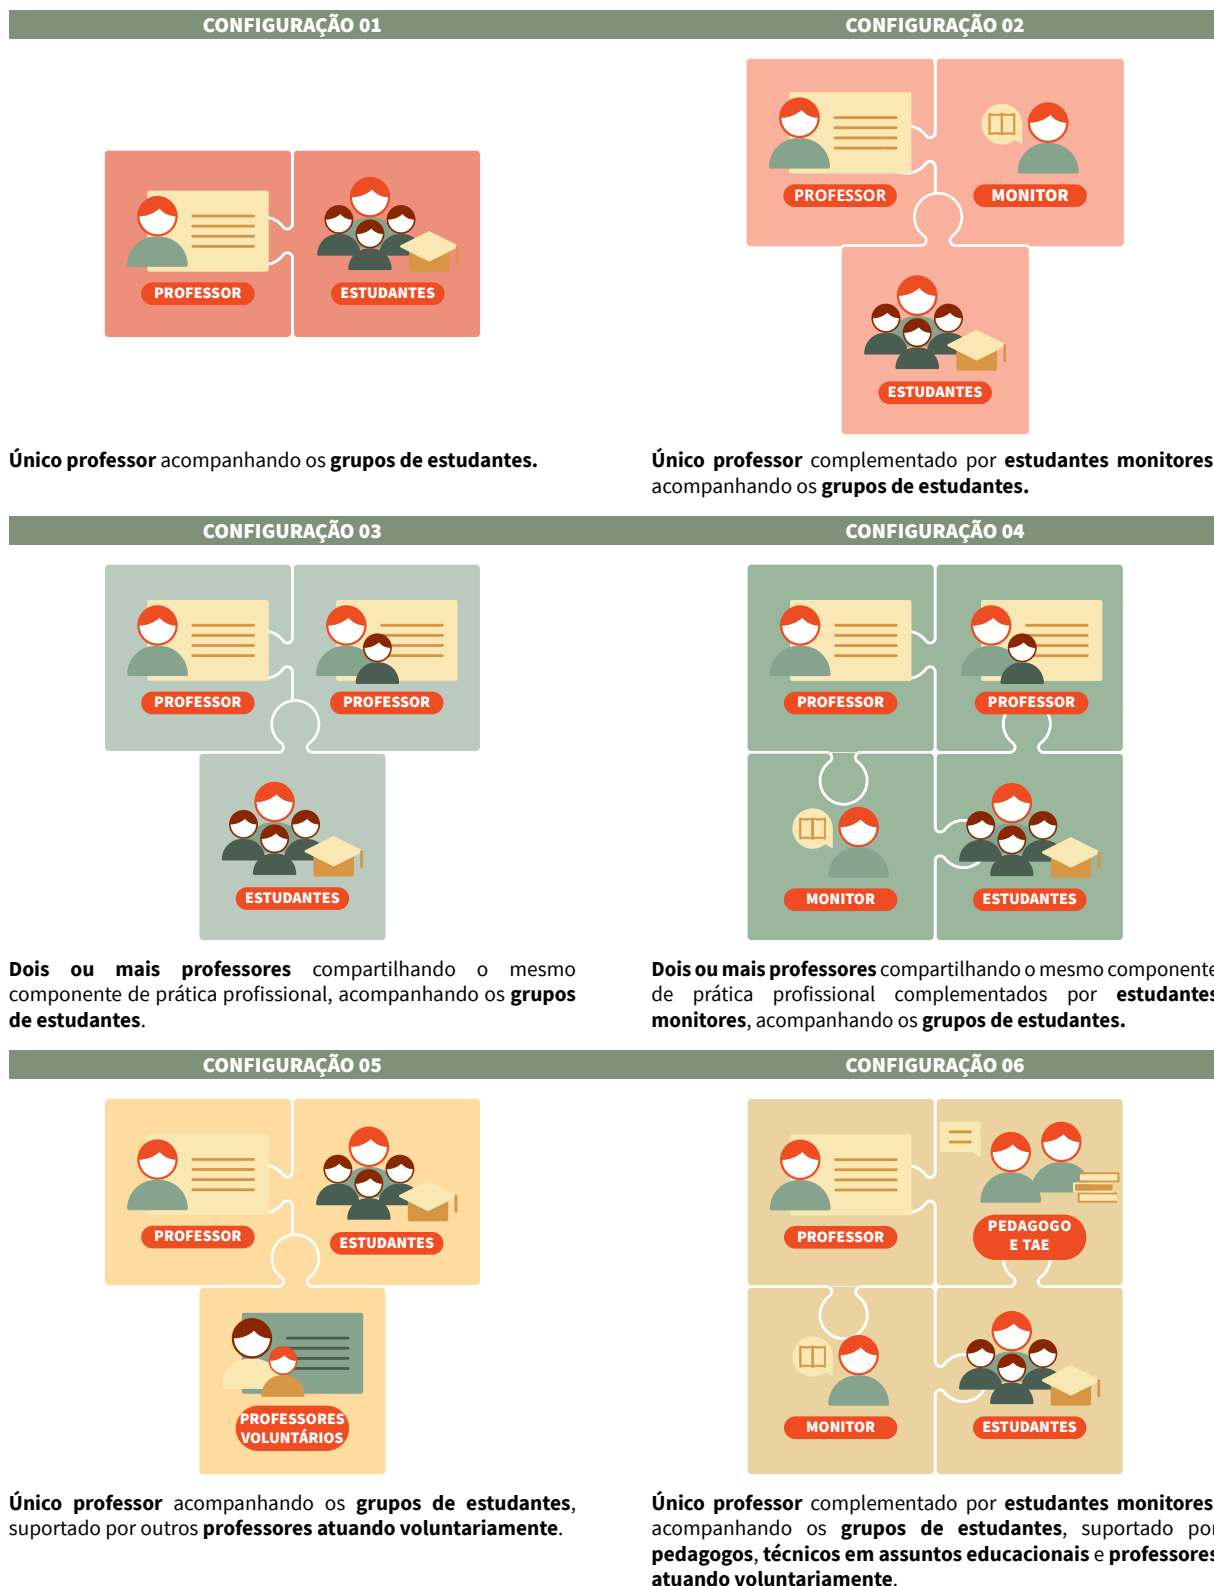 CONFIGURAÇÃO 01
PROFESSOR
ESTUDANTES
Único professor acompanhando os grupos de estudantes.
CONFIGURAÇÃO 02
PROFESSOR
MONITOR
ESTUDANTES
Único professor complementado por estudantes monitores
acompanhando os grupos de estudantes.
CONFIGURAÇÃO 03
PROFESSOR
PROFESSOR
ESTUDANTES
Dois ou mais professores compartilhando o mesmo
componente de prática profissional, acompanhando os grupos
de estudantes.
CONFIGURAÇÃO 04
PROFESSOR
PROFESSOR
MONITOR
ESTUDANTES
Dois ou mais professores compartilhando o mesmo componente
de prática profissional complementados por estudantes
monitores, acompanhando os grupos de estudantes.
CONFIGURAÇÃO 05
PROFESSOR
ESTUDANTES
PROFESSORES
VOLUNTÁRIOS
Único professor acompanhando os grupos de estudantes,
suportado por outros professores atuando voluntariamente.
CONFIGURAÇÃO 06
PROFESSOR
PEDAGOGO
E TAE
MONITOR
ESTUDANTES
Único professor complementado por estudantes monitores
acompanhando os grupos de estudantes, suportado por
pedagogos, técnicos em assuntos educacionais e professores
atuando voluntariamente.